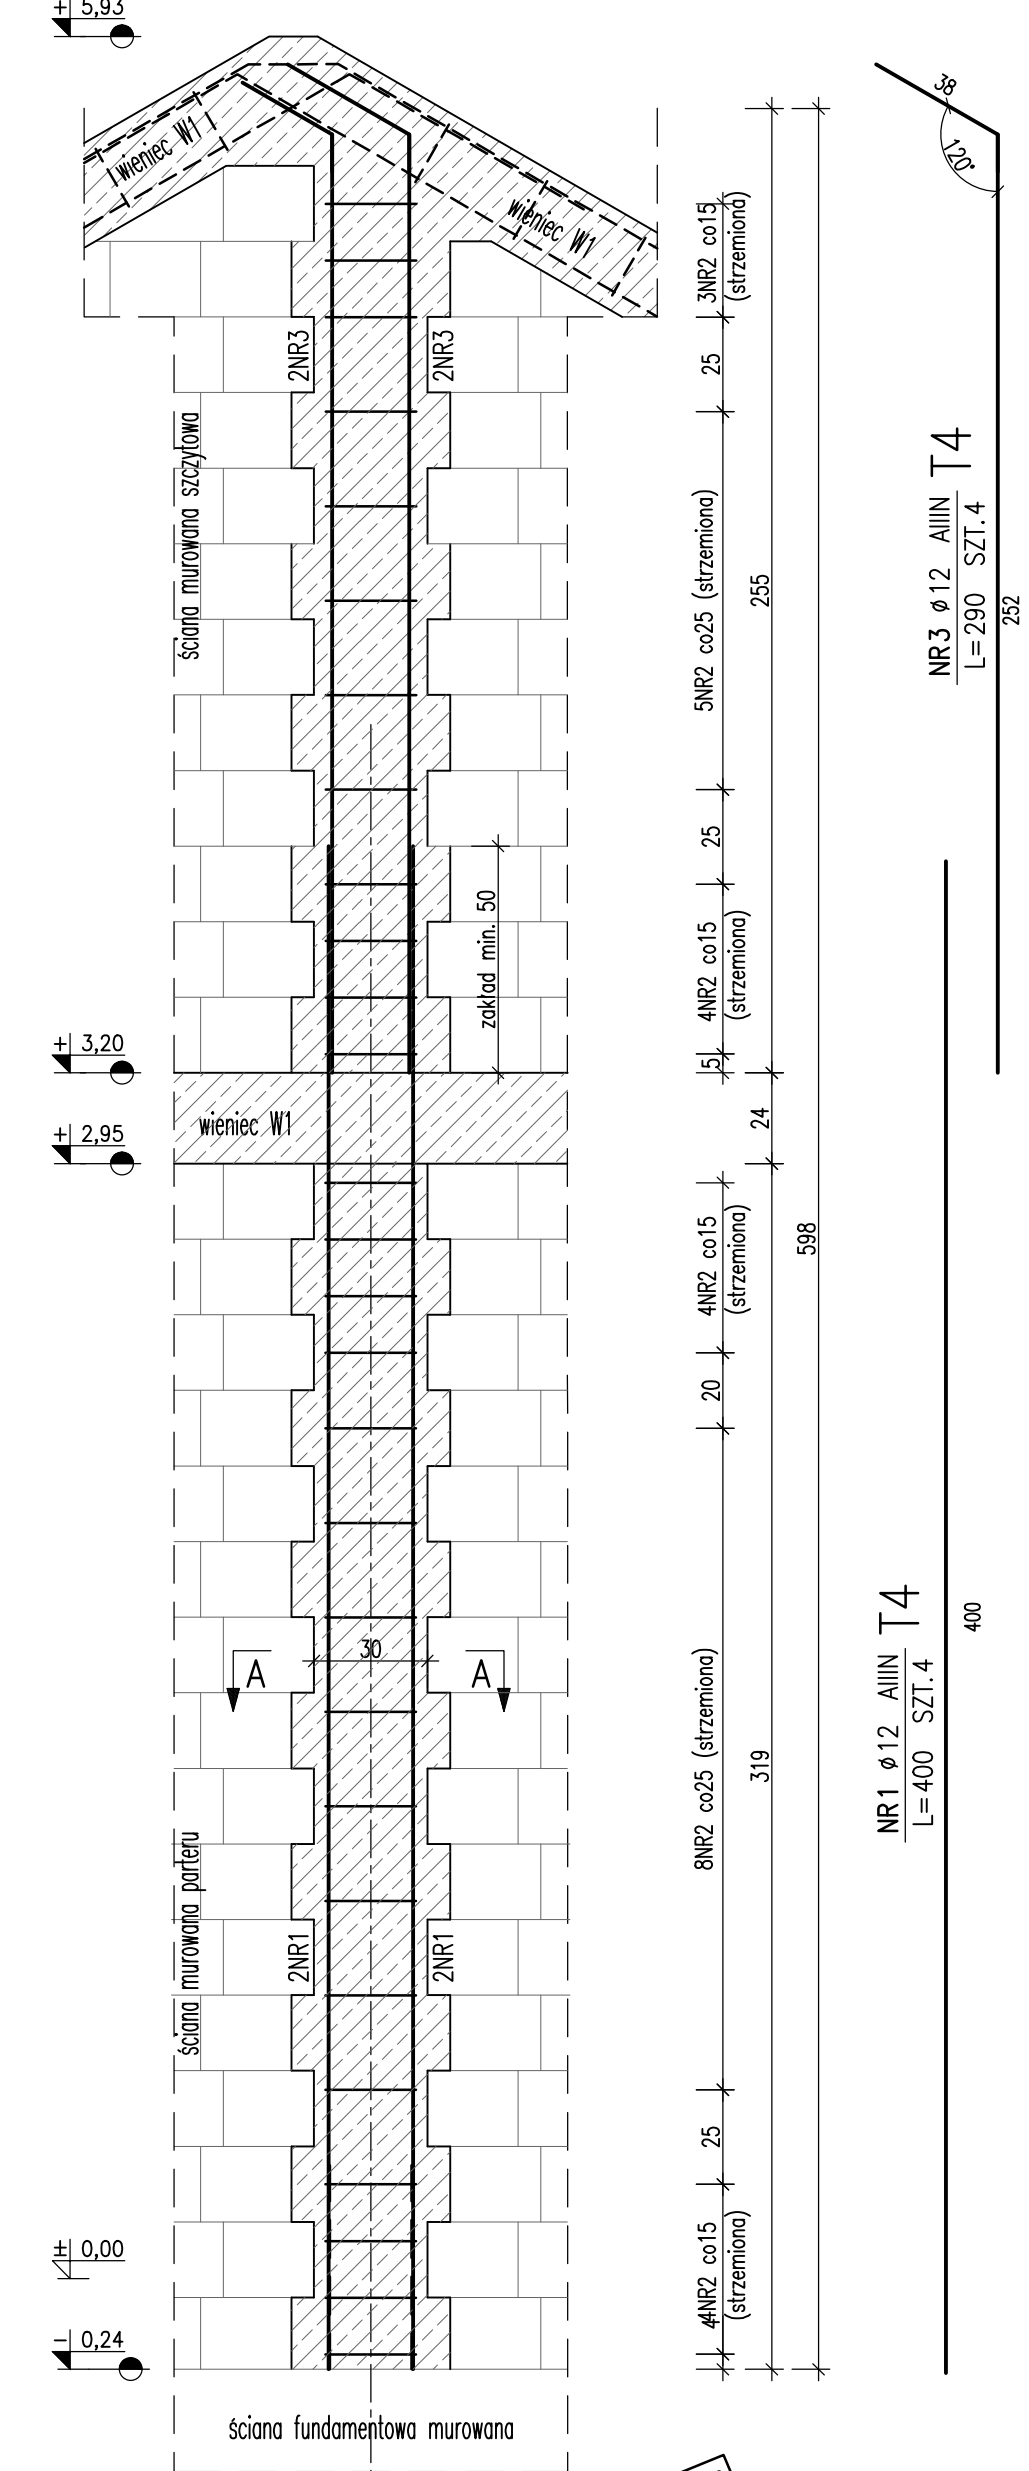 + 5,93
38
120°
wieniec W1
wieniec W1
3NR2 co15
(strzemiona)
2NR3
2NR3
25
ściana murowana szczytowa
5NR2 co25 (strzemiona)
255
NR3 ø12 AIIIN T4
L=290 SZT.4
252
25
zakład min. 50
4NR2 co15
(strzemiona)
5
+ 3,20
wieniec W1
24
+ 2,95
4NR2 co15
(strzemiona)
598
20
30
A
A
8NR2 co25 (strzemiona)
319
NR1 ø12 AIIIN T4
L=400 SZT.4
400
ściana murowana parteru
2NR1
2NR1
25
4NR2 co15
(strzemiona)
4
± 0,00
- 0,24
ściana fundamentowa murowana